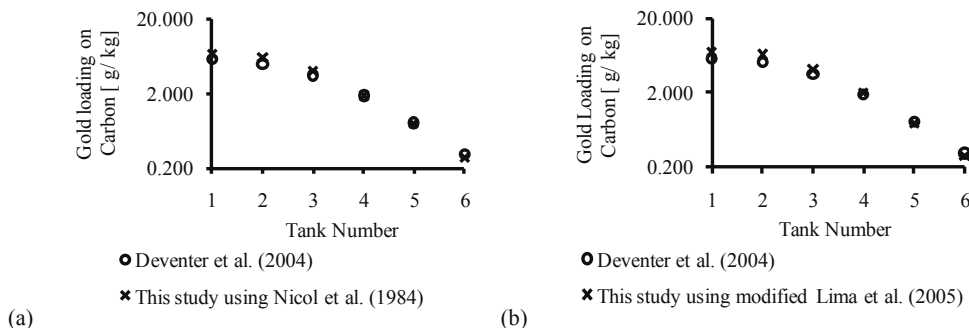 (a)
Gold loading on
Carbon [ g/ kg]
20.000
2.000
0.200
1 2 3 4 5 6
Tank Number
Deventer et al. (2004)
This study using Nicol et al. (1984)
(b)
Gold Loading on
Carbon [ g/ kg]
20.000
2.000
0.200
1 2 3 4 5 6
Tank Number
Deventer et al. (2004)
This study using modified Lima et al. (2005)